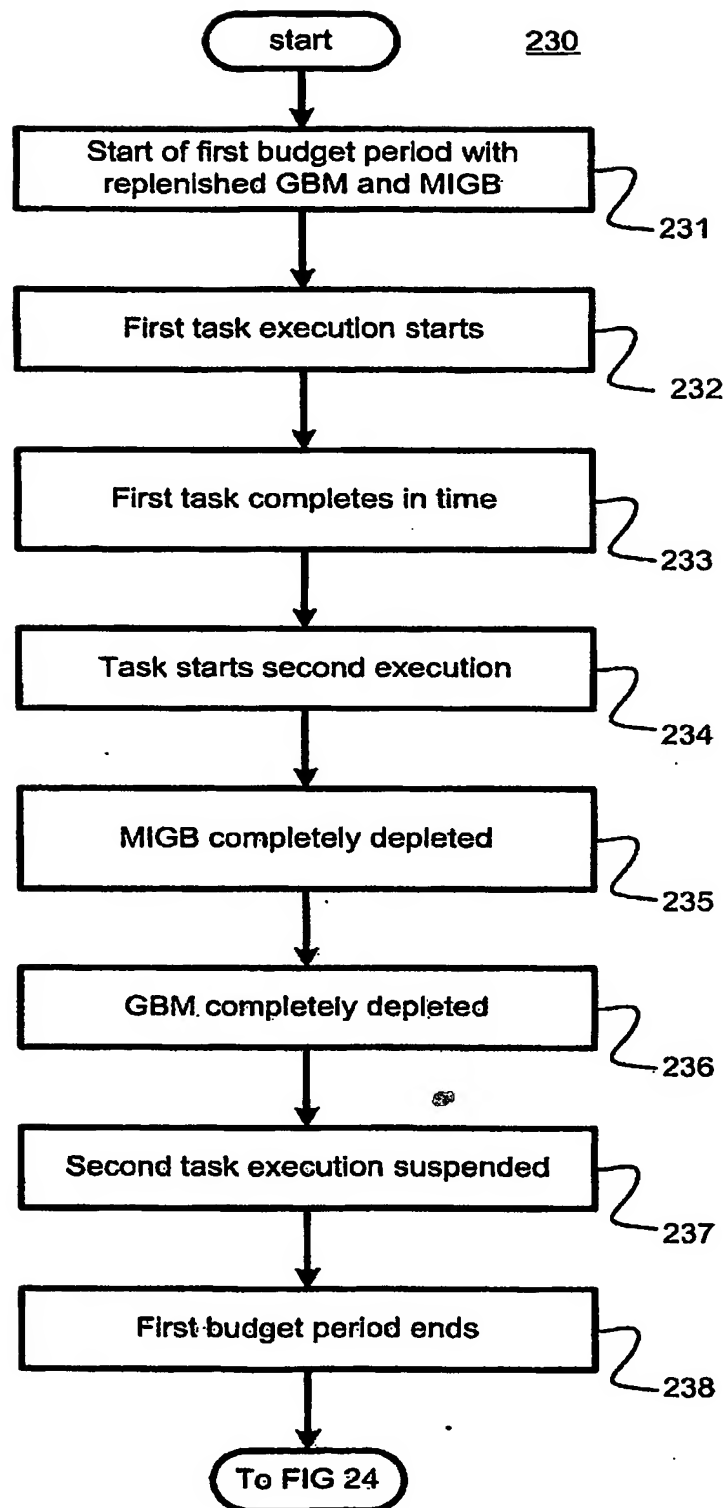 start
230
Start of first budget period with
replenished GBM and MIGB
231
First task execution starts
232
First task completes in time
233
Task starts second execution
234
MIGB completely depleted
235
GBM completely depleted
236
Second task execution suspended
237
First budget period ends
238
To FIG 24